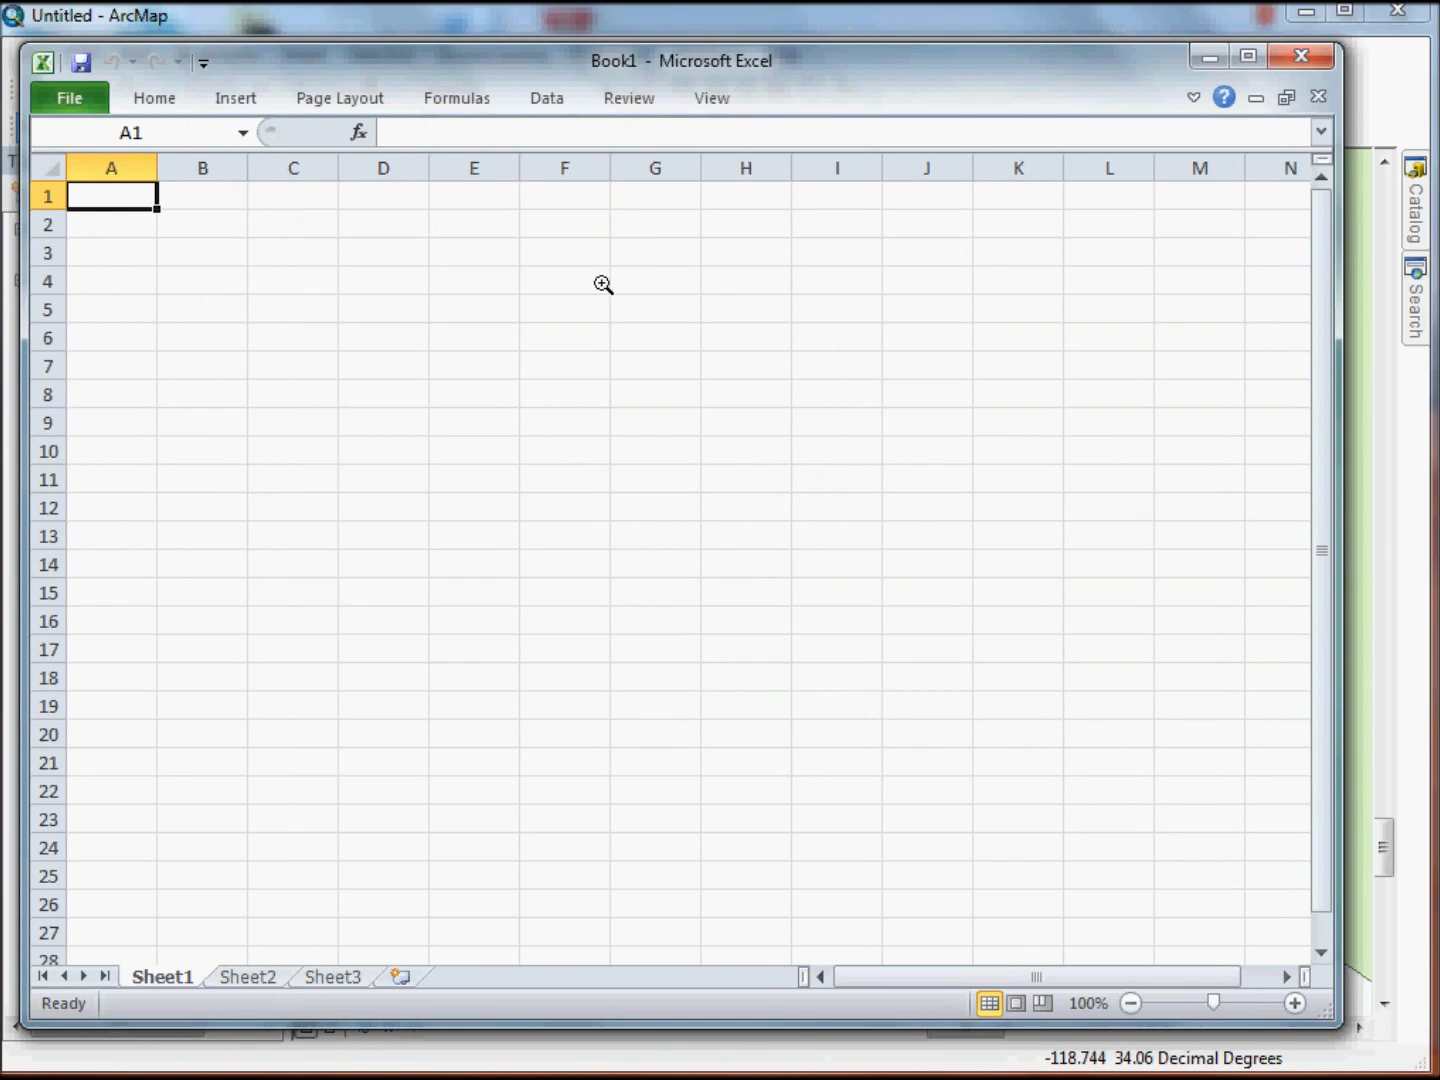 Untitled - ArcMap
Book1 - Microsoft Excel
File Home Insert Page Layout Formulas Data Review View
A1 fx
A B C D E F G H I J K L M N
1
2
3
4
5
6
7
8
9
10
11
12
13
14
15
16
17
18
19
20
21
22
23
24
25
26
27
28
Sheet1 Sheet2 Sheet3
Ready 100%
Catalog
Search
-118.744 34.06 Decimal Degrees